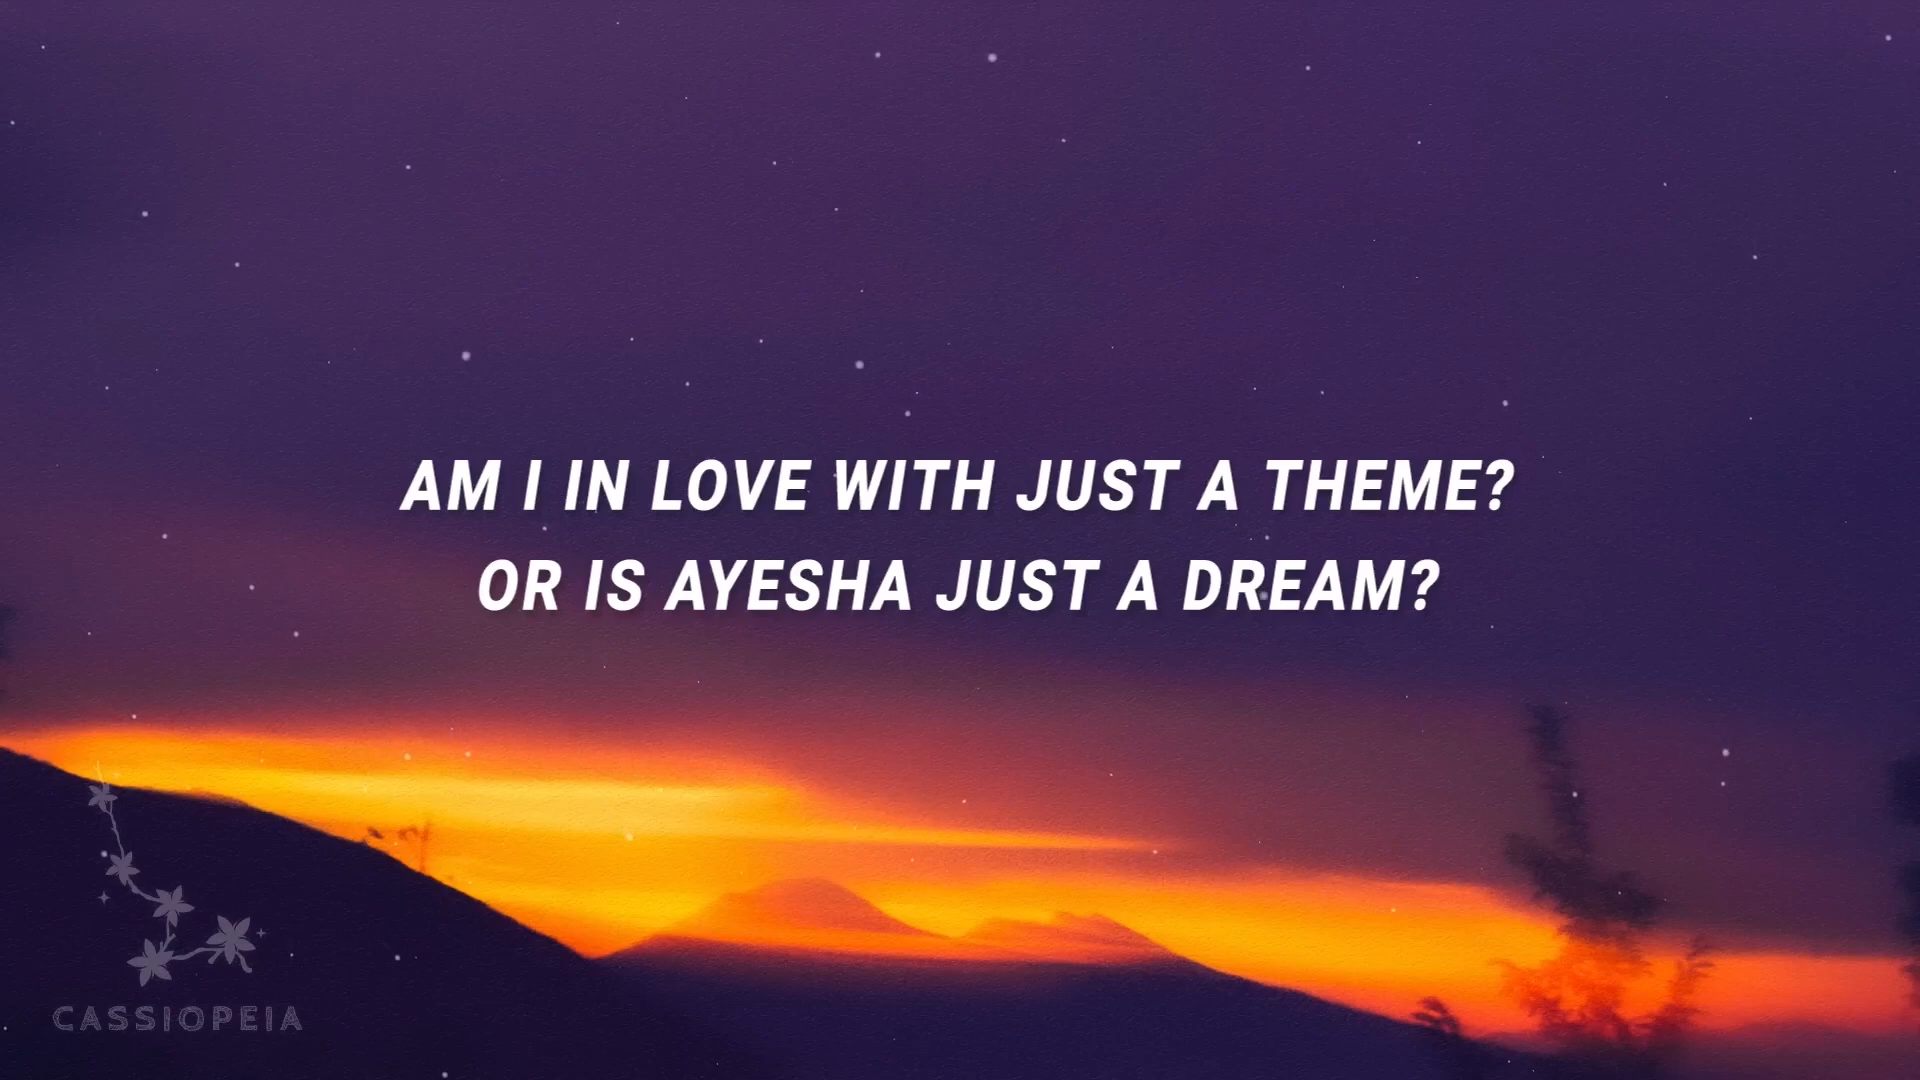 AM I IN LOVE WITH JUST A THEME?
OR IS AYESHA JUST A DREAM?
CASSIOPEIA